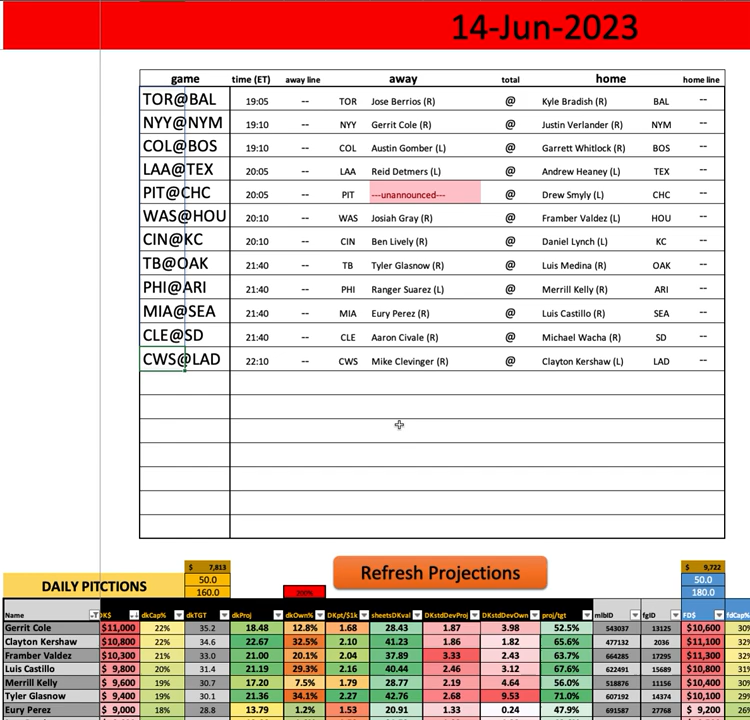 14-Jun-2023
game time (ET) away line away total home home line
TOR@BAL 19:05 -- TOR Jose Berrios (R) @ Kyle Bradish (R) BAL --
NYY@NYM 19:10 -- NYY Gerrit Cole (R) @ Justin Verlander (R) NYM --
COL@BOS 19:10 -- COL Austin Gomber (L) @ Garrett Whitlock (R) BOS --
LAA@TEX 20:05 -- LAA Reid Detmers (L) @ Andrew Heaney (L) TEX --
PIT@CHC 20:05 -- PIT ---unannounced--- @ Drew Smyly (L) CHC --
WAS@HOU 20:10 -- WAS Josiah Gray (R) @ Framber Valdez (L) HOU --
CIN@KC 20:10 -- CIN Ben Lively (R) @ Daniel Lynch (L) KC --
TB@OAK 21:40 -- TB Tyler Glasnow (R) @ Luis Medina (R) OAK --
PHI@ARI 21:40 -- PHI Ranger Suarez (L) @ Merrill Kelly (R) ARI --
MIA@SEA 21:40 -- MIA Eury Perez (R) @ Luis Castillo (R) SEA --
CLE@SD 21:40 -- CLE Aaron Civale (R) @ Michael Wacha (R) SD --
CWS@LAD 22:10 -- CWS Mike Clevinger (R) @ Clayton Kershaw (L) LAD --
$ 7,813 Refresh Projections $ 9,722
DAILY PITCTIONS 50.0 50.0
160.0 200% 180.0
Name DK$ dkCap% dkTGT dkProj dkOwn% DKpt/$1k sheetsDKval DKstdDevProj DKstdDevOwn proj/tgt mlbID fgID FD$ fdCap%
Gerrit Cole $11,000 22% 35.2 18.48 12.8% 1.68 28.43 1.87 3.98 52.5% 543037 13125 $10,600 30%
Clayton Kershaw $10,800 22% 34.6 22.67 32.5% 2.10 41.23 1.86 1.82 65.6% 477132 2036 $11,100 32%
Framber Valdez $10,300 21% 33.0 21.00 20.1% 2.04 37.89 3.33 2.43 63.7% 664285 17295 $11,300 32%
Luis Castillo $ 9,800 20% 31.4 21.19 29.3% 2.16 40.44 2.46 3.12 67.6% 622491 15689 $10,800 31%
Merrill Kelly $ 9,600 19% 30.7 17.20 7.5% 1.79 28.77 2.19 4.64 56.0% 518876 11156 $10,400 30%
Tyler Glasnow $ 9,400 19% 30.1 21.36 34.1% 2.27 42.76 2.68 9.53 71.0% 607192 14374 $10,100 29%
Eury Perez $ 9,000 18% 28.8 13.79 1.2% 1.53 20.91 1.33 0.24 47.9% 691587 27768 $ 9,200 26%